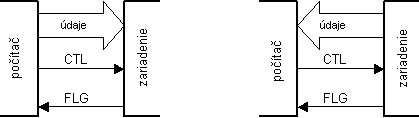 počítač
údaje
CTL
FLG
zariadenie
počítač
údaje
CTL
FLG
zariadenie